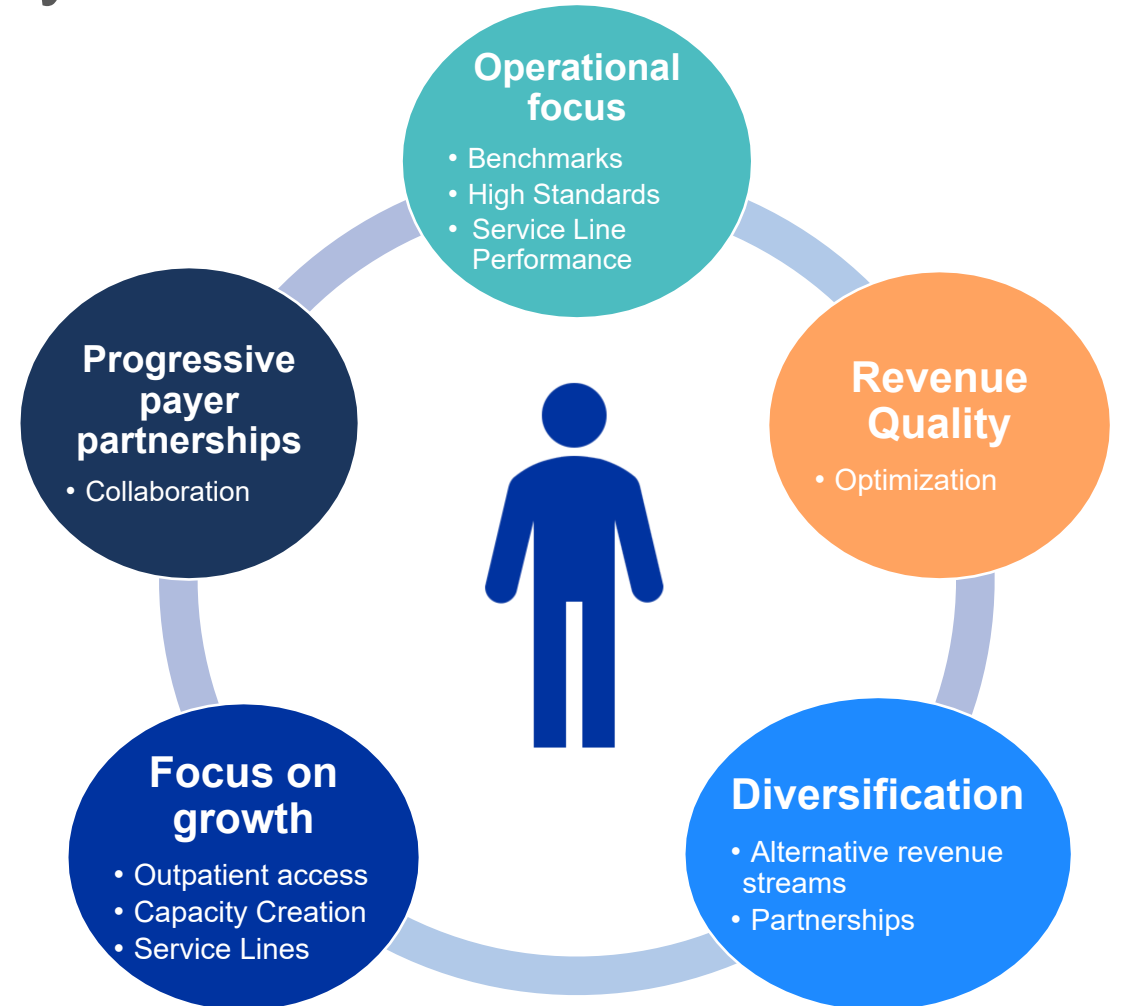 Operational
focus
• Benchmarks
• High Standards
• Service Line
Performance
Revenue
Quality
• Optimization
Diversification
• Alternative revenue
streams
• Partnerships
Focus on
growth
• Outpatient access
• Capacity Creation
• Service Lines
Progressive
payer
partnerships
• Collaboration